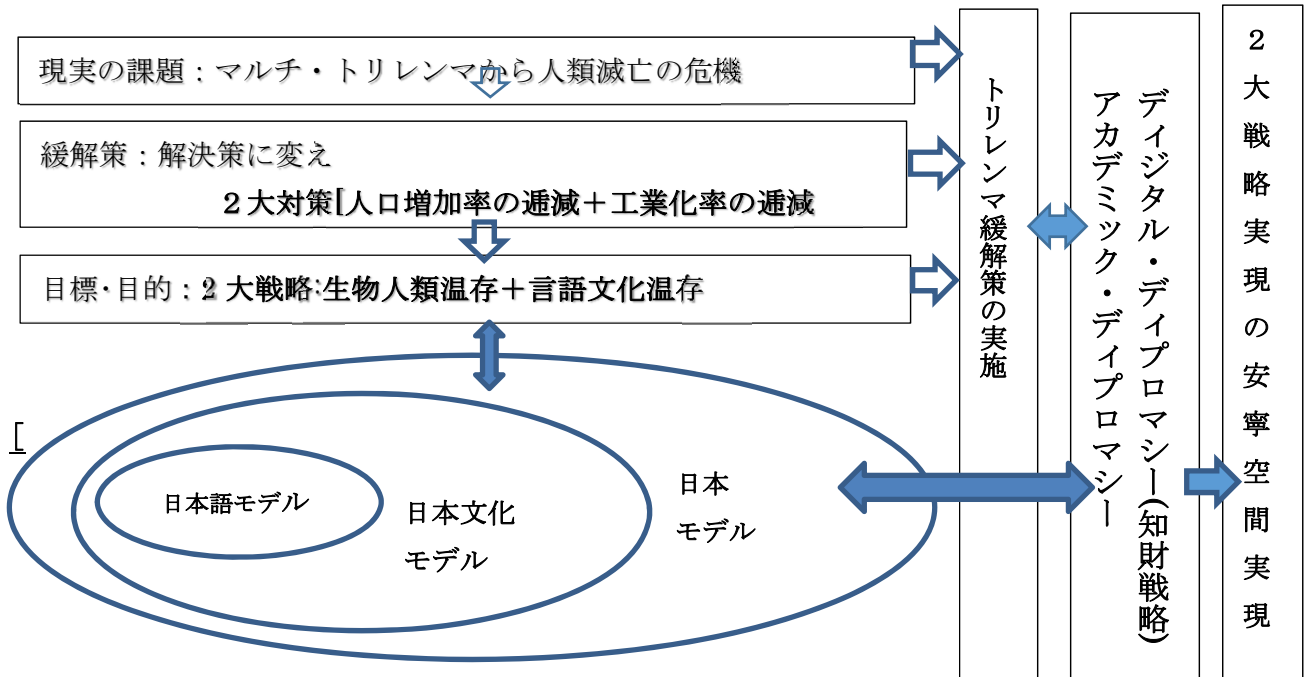 現実の課題：マルチ・トリレンマから人類滅亡の危機
緩解策：解決策に変え
２大対策[人口増加率の逓減＋工業化率の逓減
目標･目的：２大戦略:生物人類温存＋言語文化温存
[
日本語モデル
日本文化
モデル
日本
モデル
トリレンマ緩解策の実施
ディジタル・ディプロマシー(知財戦略)
アカデミック・ディプロマシー
２大戦略実現の安寧空間実現